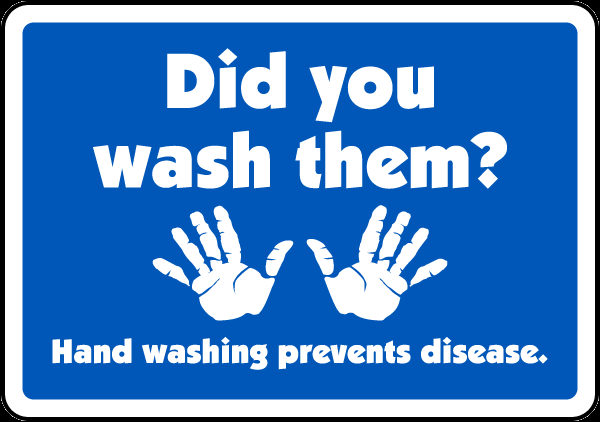 Did you
wash them?
Hand washing prevents disease.